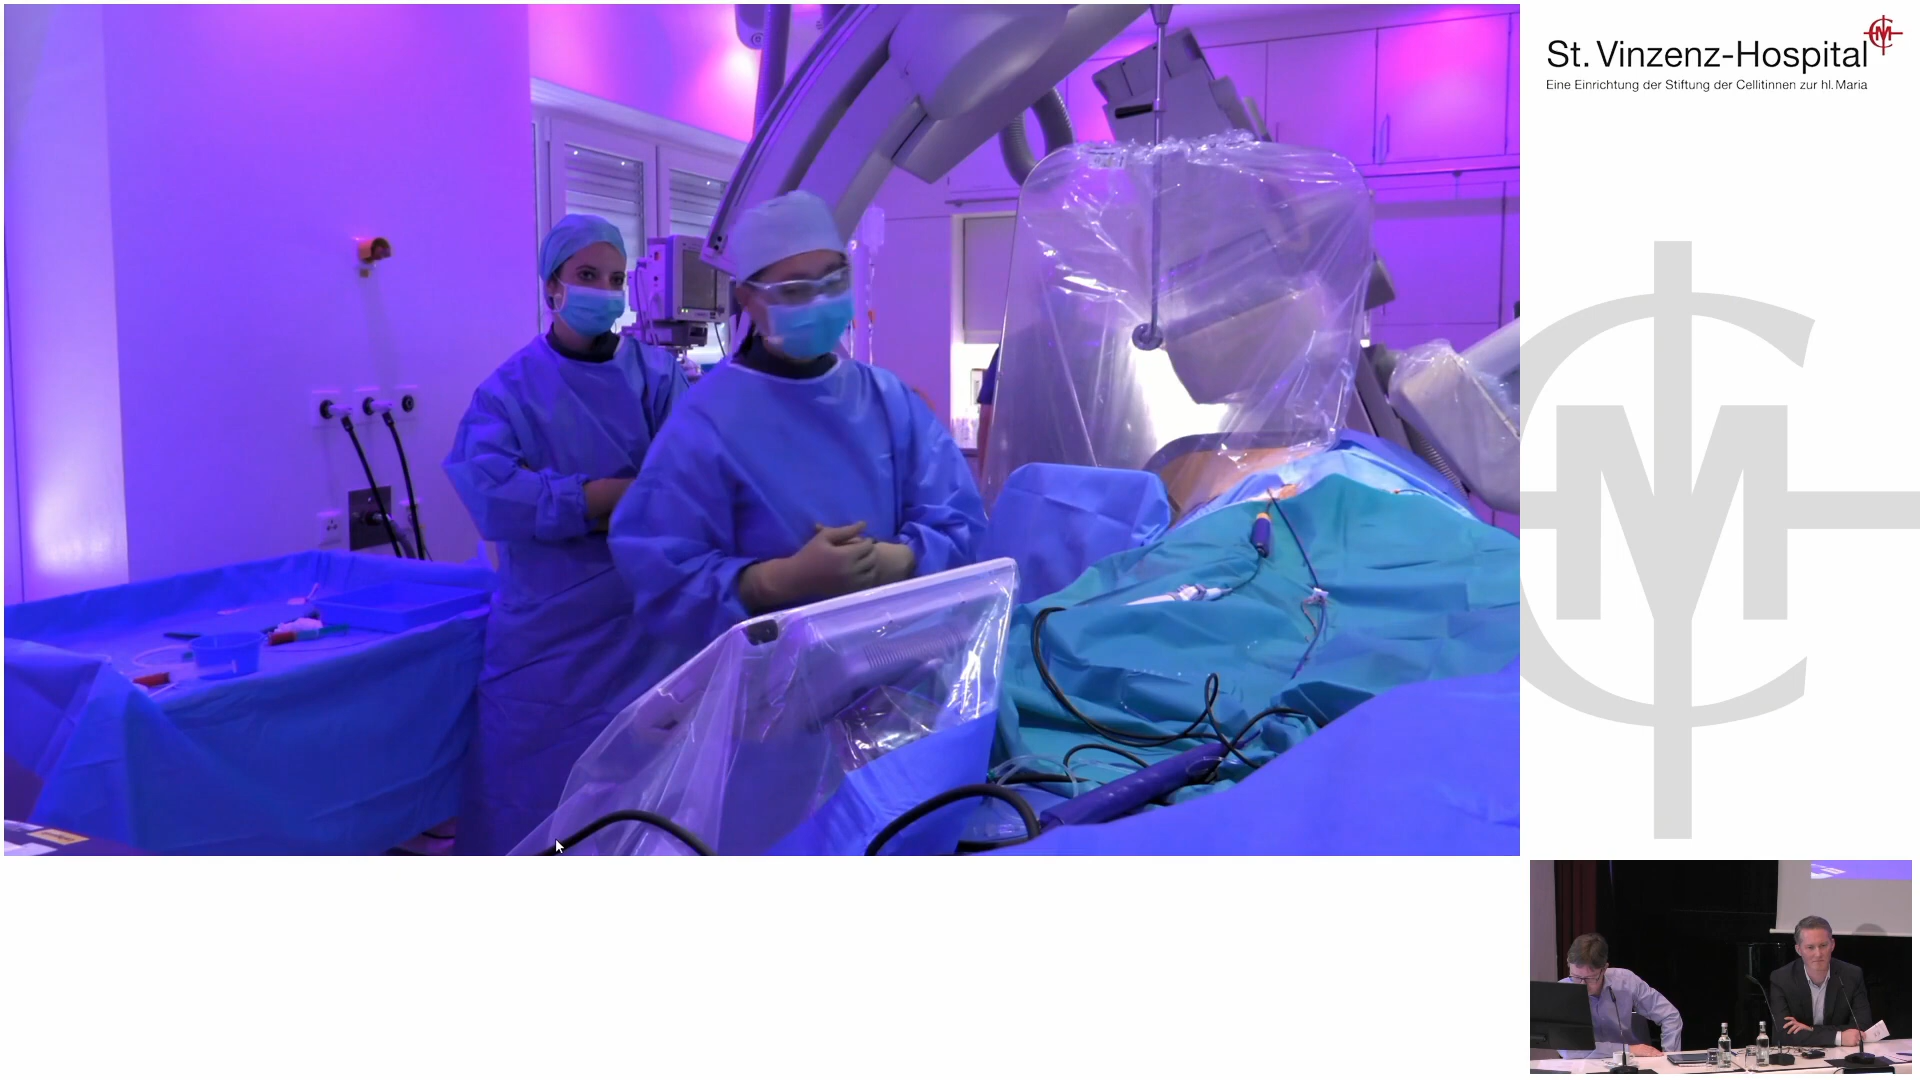 St. Vinzenz-Hospital
Eine Einrichtung der Stiftung der Cellitinnen zur hl. Maria